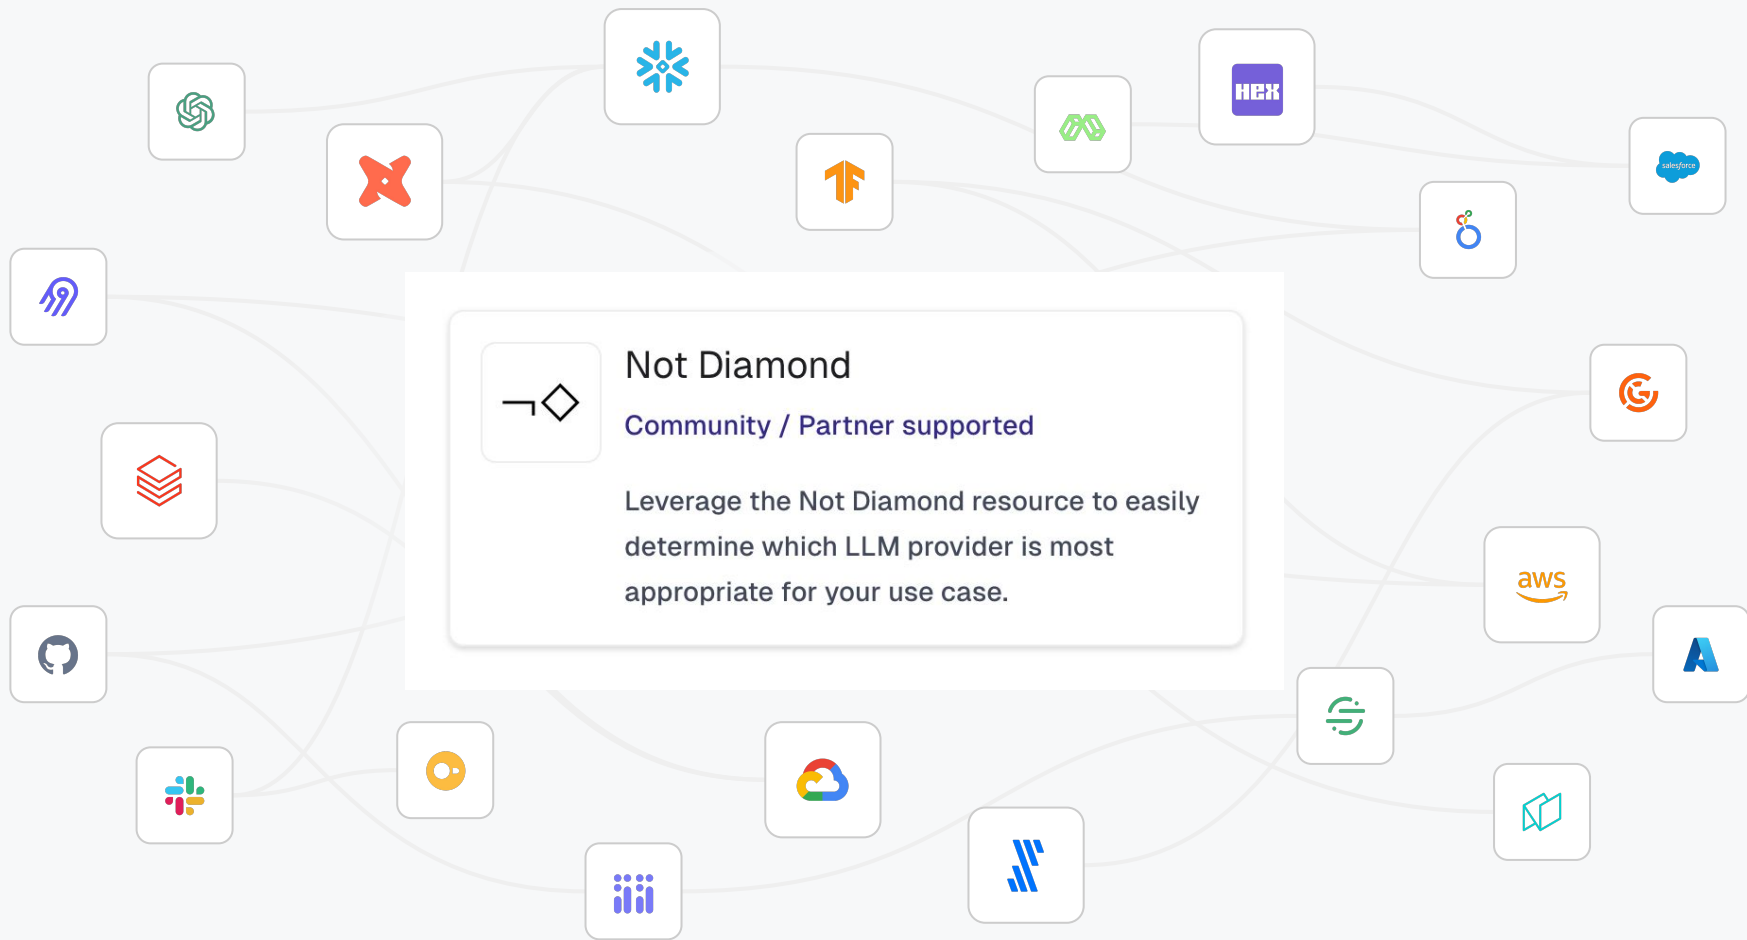 HEX
salesforce
Not Diamond
Community / Partner supported
Leverage the Not Diamond resource to easily
determine which LLM provider is most
appropriate for your use case.
aws